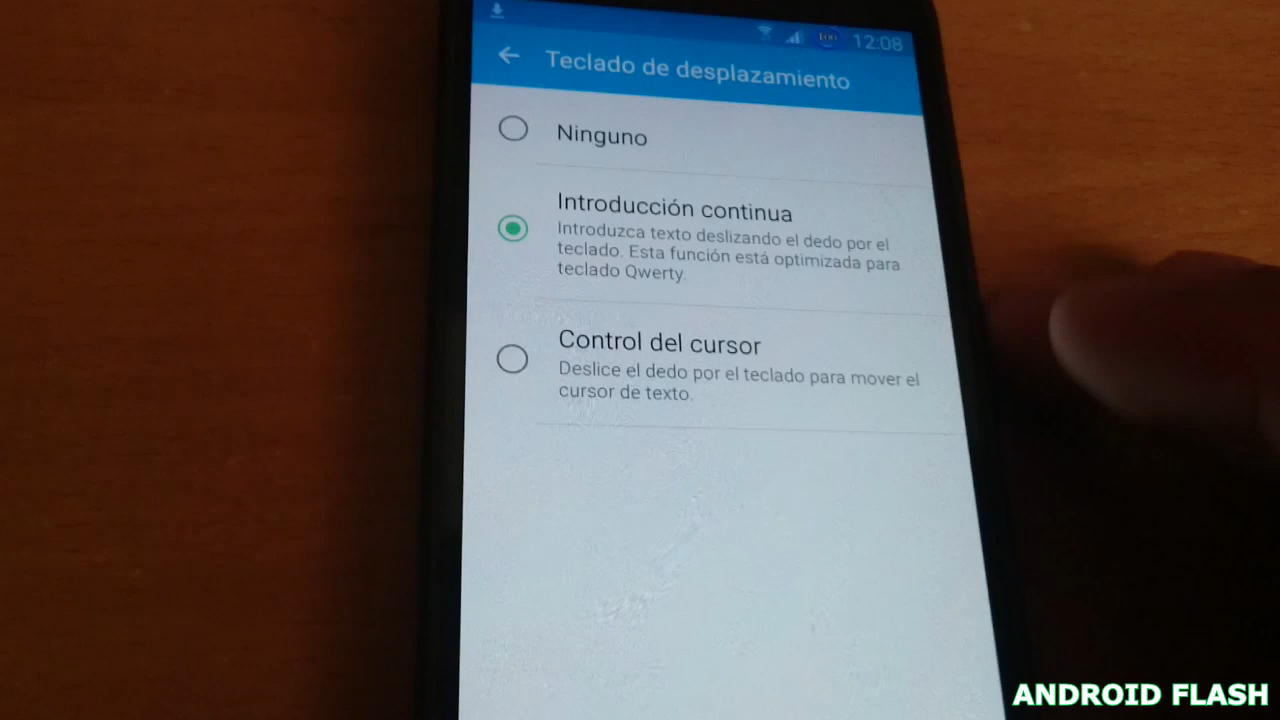 100 12:08
Teclado de desplazamiento
Ninguno
Introducción continua
Introduzca texto deslizando el dedo por el
teclado. Esta función está optimizada para
teclado Qwerty.
Control del cursor
Deslice el dedo por el teclado para mover el
cursor de texto.
ANDROID FLASH